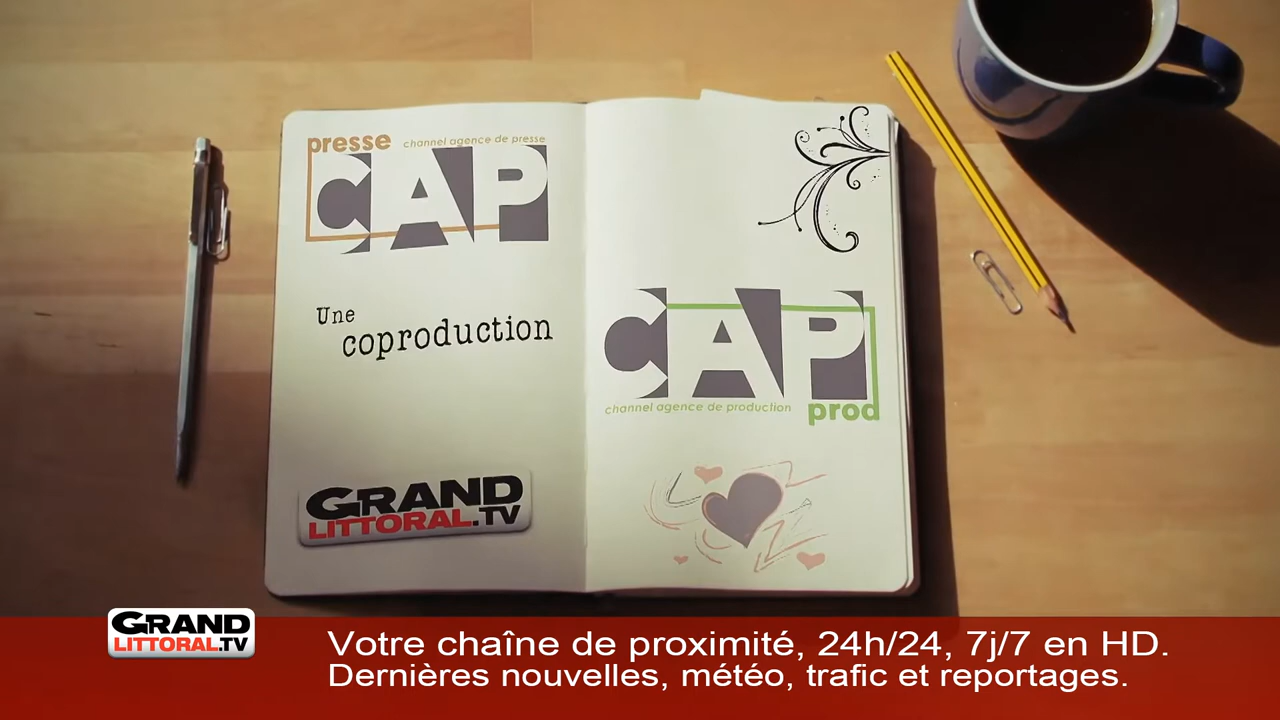 presse
channel agence de presse
CAP
Une
coproduction
GRAND
LITTORAL.TV
CAP
channel agence de production
prod
GRAND
LITTORAL.TV
Votre chaîne de proximité, 24h/24, 7j/7 en HD.
Dernières nouvelles, météo, trafic et reportages.